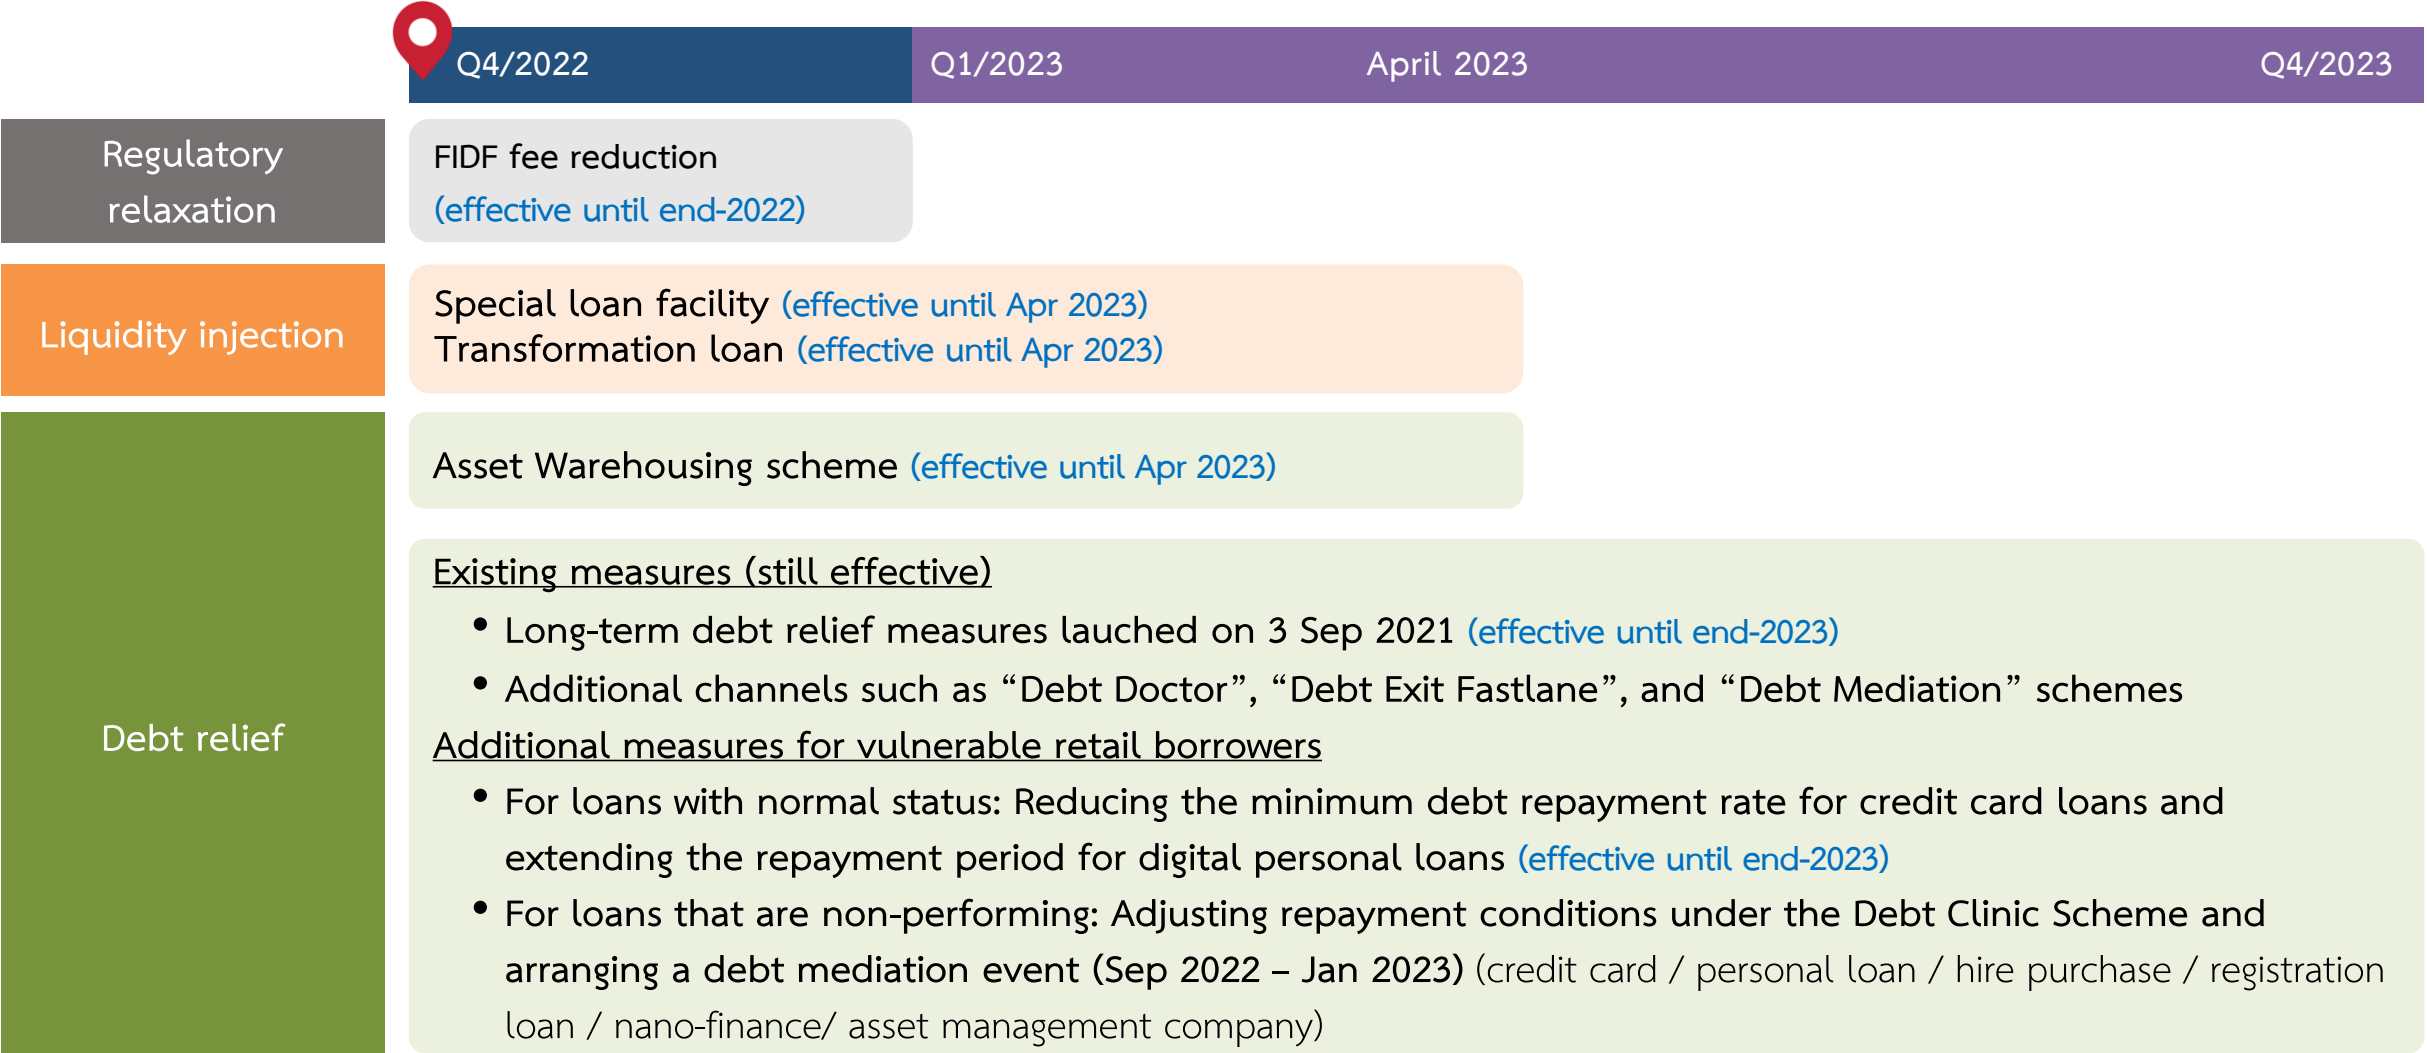 Q4/2022 Q1/2023 April 2023 Q4/2023
Regulatory
relaxation
FIDF fee reduction
(effective until end-2022)
Liquidity injection
Special loan facility (effective until Apr 2023)
Transformation loan (effective until Apr 2023)
Debt relief
Asset Warehousing scheme (effective until Apr 2023)
Existing measures (still effective)
• Long-term debt relief measures lauched on 3 Sep 2021 (effective until end-2023)
• Additional channels such as “Debt Doctor”, “Debt Exit Fastlane”, and “Debt Mediation” schemes
Additional measures for vulnerable retail borrowers
• For loans with normal status: Reducing the minimum debt repayment rate for credit card loans and
extending the repayment period for digital personal loans (effective until end-2023)
• For loans that are non-performing: Adjusting repayment conditions under the Debt Clinic Scheme and
arranging a debt mediation event (Sep 2022 – Jan 2023) (credit card / personal loan / hire purchase / registration
loan / nano-finance/ asset management company)